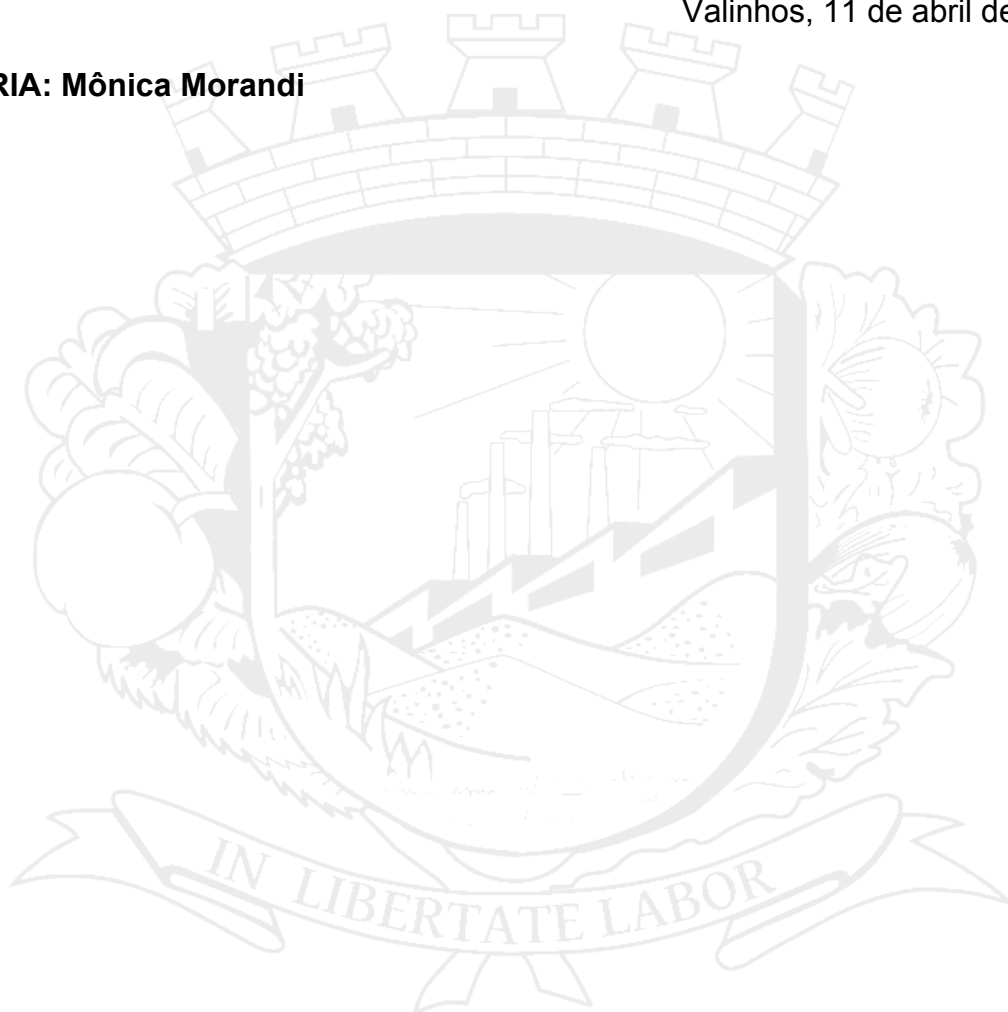 Valinhos, 11 de abril de
RIA: Mônica Morandi
IN LIBERTATE LABOR